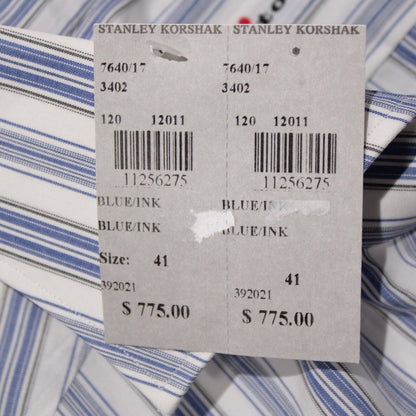 to
STANLEY KORSHAK STANLEY KORSHAK
7640/17 7640/17
3402 3402
120 12011 120 12011
11256275 11256275
BLUE/INK BLUE/INK
BLUE/INK BLUE/INK
Size: 41 41
392021 392021
$ 775.00 $ 775.00